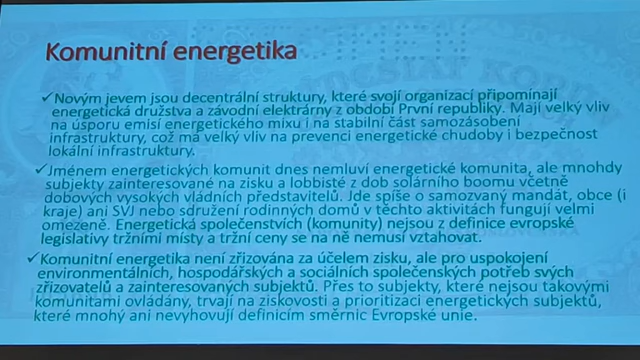 Komunitní energetika
✓Novým jevem jsou decentrální struktury, které svojí organizací připomínají
energetická družstva a závodní elektrárny z období První republiky. Mají velký vliv
na úsporu emisí energetického mixu i na stabilní část samozásobení
infrastruktury, což má velký vliv na prevenci energetické chudoby i bezpečnost
lokální infrastruktury.
✓Jménem energetických komunit dnes nemluví energetické komunita, ale mnohdy
subjekty zainteresované na zisku a lobbisté z dob solárního boomu včetně
dobových vysokých vládních představitelů. Jde spíše o samozvaný mandát, obce (i
kraje) ani SVJ nebo sdružení rodinných domů v těchto aktivitách fungují velmi
omezeně. Energetická společenstvích (komunity) nejsou z definice evropské
legislativy tržními místy a tržní ceny se na ně nemusí vztahovat.
✓Komunitní energetika není zřizována za účelem zisku, ale pro uspokojení
environmentálních, hospodářských a sociálních společenských potřeb svých
zřizovatelů a zainteresovaných subjektů. Přes to subjekty, které nejsou takovými
komunitami ovládány, trvají na ziskovosti a prioritizaci energetických subjektů,
které mnohý ani nevyhovují definicím směrnic Evropské unie.